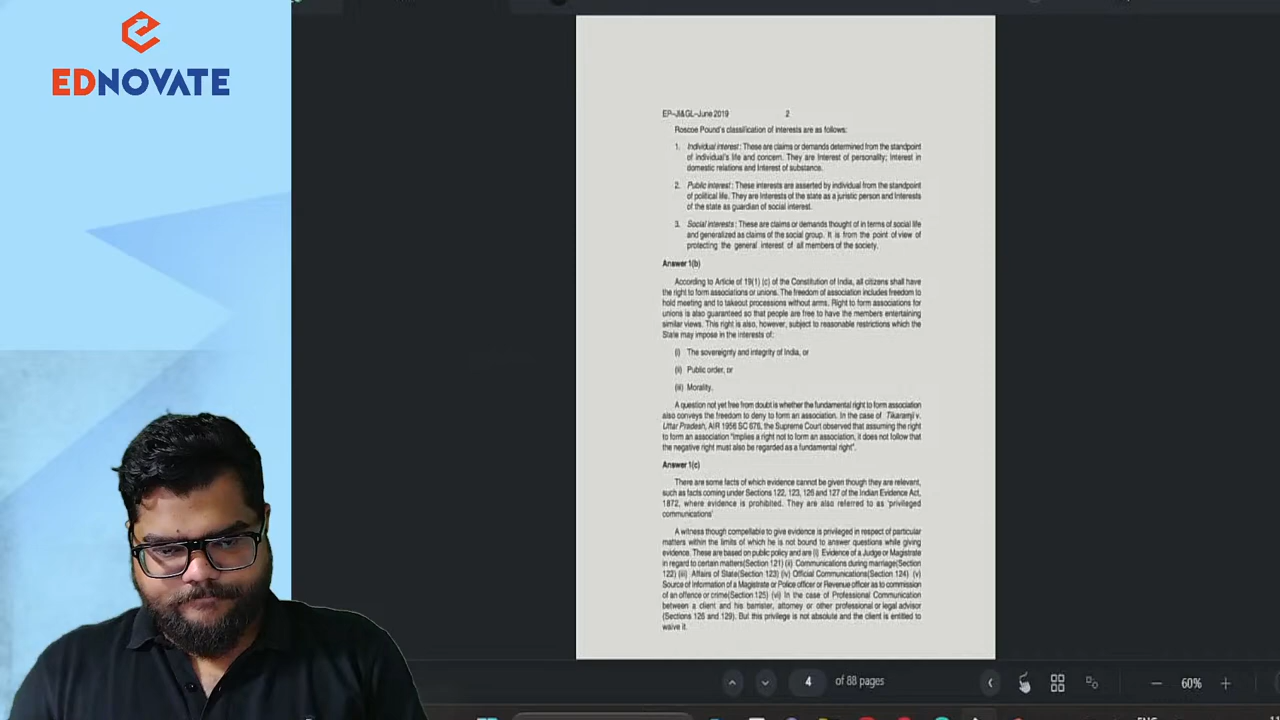 EDNOVATE
EP–JI&GL–June 2019 2
Roscoe Pound's classification of interests are as follows:
1. Individual interest : These are claims or demands determined from the standpoint
of individual's life and concern. They are Interest of personality; Interest in
domestic relations and Interest of substance.
2. Public interest : These interests are asserted by individual from the standpoint
of political life. They are Interests of the state as a juristic person and Interests
of the state as guardian of social interest.
3. Social interests : These are claims or demands thought of in terms of social life
and generalized as claims of the social group. It is from the point of view of
protecting the general interest of all members of the society.
Answer 1(b)
According to Article of 19(1) (c) of the Constitution of India, all citizens shall have
the right to form associations or unions. The freedom of association includes freedom to
hold meeting and to takeout processions without arms. Right to form associations for
unions is also guaranteed so that people are free to have the members entertaining
similar views. This right is also, however, subject to reasonable restrictions which the
State may impose in the interests of:
(i) The sovereignty and integrity of India, or
(ii) Public order, or
(iii) Morality.
A question not yet free from doubt is whether the fundamental right to form association
also conveys the freedom to deny to form an association. In the case of Tikaramji v.
Uttar Pradesh, AIR 1956 SC 676, the Supreme Court observed that assuming the right
to form an association "implies a right not to form an association, it does not follow that
the negative right must also be regarded as a fundamental right".
Answer 1(c)
There are some facts of which evidence cannot be given though they are relevant,
such as facts coming under Sections 122, 123, 126 and 127 of the Indian Evidence Act,
1872, where evidence is prohibited. They are also referred to as 'privileged
communications'
A witness though compellable to give evidence is privileged in respect of particular
matters within the limits of which he is not bound to answer questions while giving
evidence. These are based on public policy and are (i) Evidence of a Judge or Magistrate
in regard to certain matters(Section 121) (ii) Communications during marriage(Section
122) (iii) Affairs of State(Section 123) (iv) Official Communications(Section 124) (v)
Source of Information of a Magistrate or Police officer or Revenue officer as to commission
of an offence or crime(Section 125) (vi) In the case of Professional Communication
between a client and his barrister, attorney or other professional or legal advisor
(Sections 126 and 129). But this privilege is not absolute and the client is entitled to
waive it.
4 of 88 pages
60%